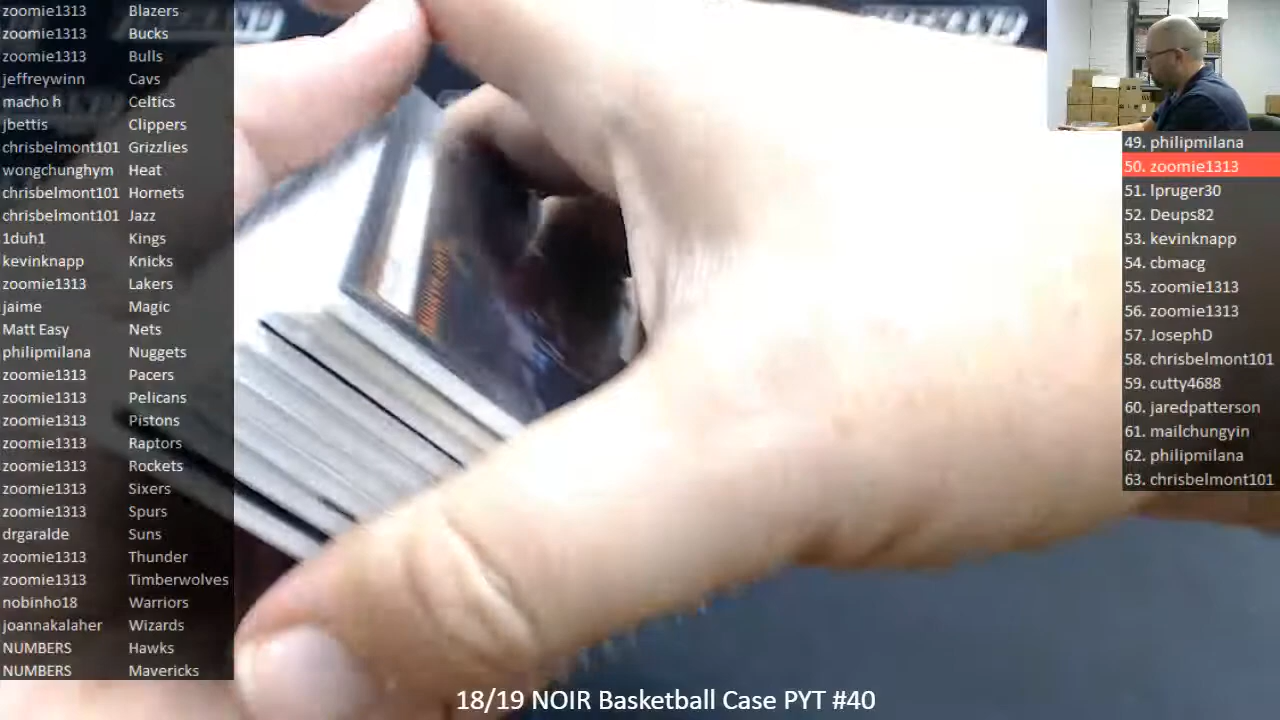 zoomie1313 Blazers
zoomie1313 Bucks
zoomie1313 Bulls
jeffreywinn Cavs
macho h Celtics
jbettis Clippers
chrisbelmont101 Grizzlies
wongchunghym Heat
chrisbelmont101 Hornets
chrisbelmont101 Jazz
1duh1 Kings
kevinknapp Knicks
zoomie1313 Lakers
jaime Magic
Matt Easy Nets
philipmilana Nuggets
zoomie1313 Pacers
zoomie1313 Pelicans
zoomie1313 Pistons
zoomie1313 Raptors
zoomie1313 Rockets
zoomie1313 Sixers
zoomie1313 Spurs
drgaralde Suns
zoomie1313 Thunder
zoomie1313 Timberwolves
nobinho18 Warriors
joannakalaher Wizards
NUMBERS Hawks
NUMBERS Mavericks
49. philipmilana
50. zoomie1313
51. lpruger30
52. Deups82
53. kevinknapp
54. cbmacg
55. zoomie1313
56. zoomie1313
57. JosephD
58. chrisbelmont101
59. cutty4688
60. jaredpatterson
61. mailchungyin
62. philipmilana
63. chrisbelmont101
18/19 NOIR Basketball Case PYT #40